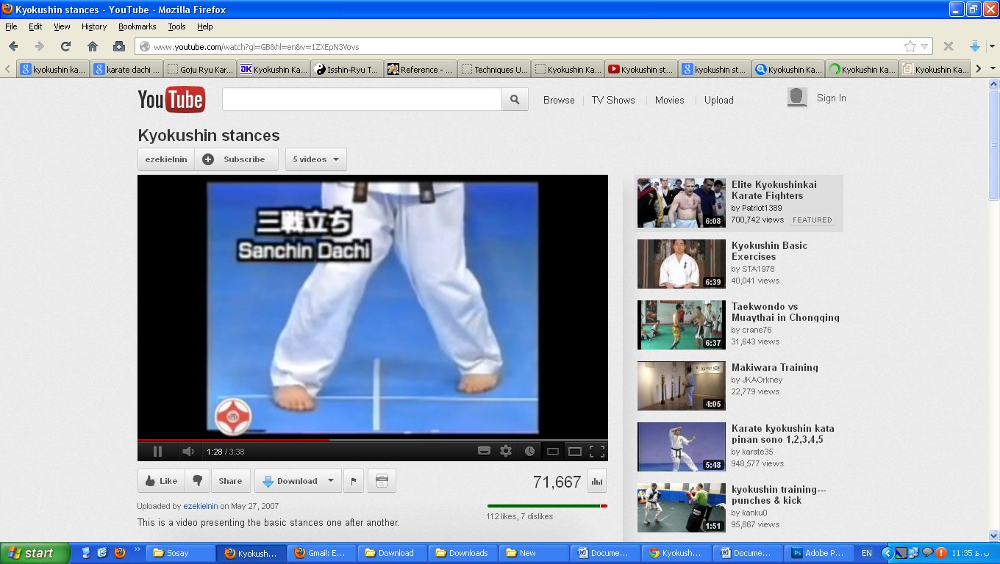 Kyokushin stances - YouTube - Mozilla Firefox
File Edit View History Bookmarks Tools Help
www.youtube.com/watch?gl=GB&hl=en&v=1ZXEpN3Vovs
kyokushin ka... karate dachi ... Goju Ryu Kar... Kyokushin Ka... Isshin-Ryu T... Reference - ... Techniques U... Kyokushin Ka... Kyokushin st... kyokushin st... Kyokushin Ka... Kyokushin Ka... Kyokushin Ka...
YouTube Browse TV Shows Movies Upload Sign In
Kyokushin stances
ezekielnin Subscribe 5 videos
三戦立ち
Sanchin Dachi
1:28 / 3:38
Like Share Download 71,667
Uploaded by ezekielnin on May 27, 2007
112 likes, 7 dislikes
This is a video presenting the basic stances one after another.
Elite Kyokushinkai
Karate Fighters
by Patriot1389
700,742 views FEATURED
6:08
Kyokushin Basic
Exercises
by STA1978
40,041 views
6:39
Taekwondo vs
Muaythai in Chongqing
by crane76
31,643 views
6:37
Makiwara Training
by JKAOrkney
22,779 views
4:05
Karate kyokushin kata
pinan sono 1,2,3,4,5
by karate35
948,577 views
5:48
kyokushin training---
punches & kick
by kanku0
95,867 views
1:51
start Sosay Kyokush... Gmail: E... Download Downloads New Docume... Kyokush... Docume... Adobe P... EN 11:35 ب.ظ